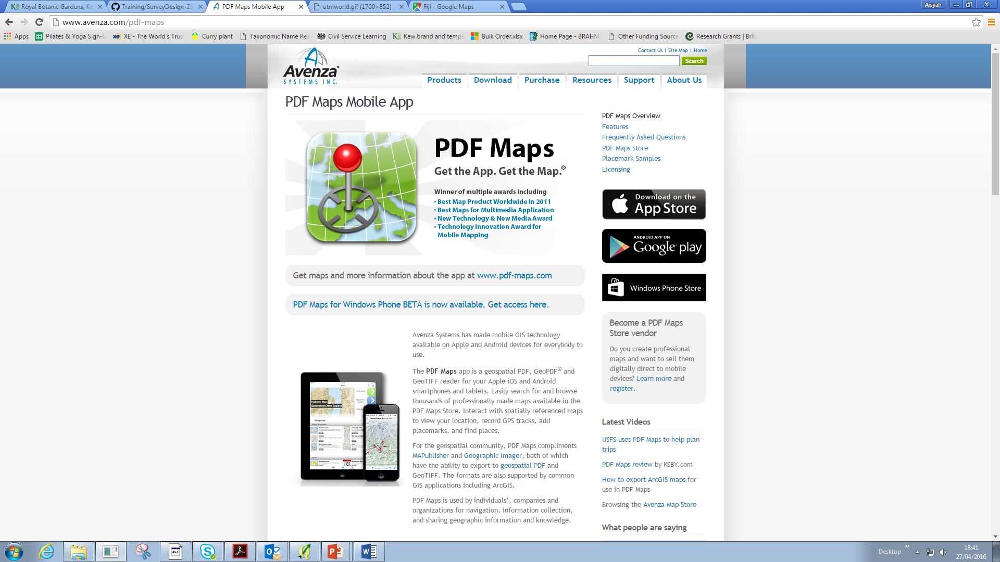 Royal Botanic Gardens, Ke
Training/SurveyDesign-ZS
PDF Maps Mobile App
utmworld.gif (1700×852)
Fiji - Google Maps
Aisyah
www.avenza.com/pdf-maps
Apps
Pilates & Yoga Sign-U
XE - The World's Trust
Curry plant
Taxonomic Name Res
Civil Service Learning
Kew brand and templ
Bulk Order.xlsx
Home Page - BRAHM
Other Funding Source
Research Grants | Brit
Contact Us | Site Map | Home
Search
Avenza
SYSTEMS INC.
Products
Download
Purchase
Resources
Support
About Us
PDF Maps Mobile App
PDF Maps
Get the App. Get the Map.®
Winner of multiple awards including
• Best Map Product Worldwide in 2011
• Best Maps for Multimedia Application
• New Technology & New Media Award
• Technology Innovation Award for
Mobile Mapping
Get maps and more information about the app at www.pdf-maps.com
PDF Maps for Windows Phone BETA is now available. Get access here.
Avenza Systems has made mobile GIS technology
available on Apple and Android devices for everybody to
use.
The PDF Maps app is a geospatial PDF, GeoPDF® and
GeoTIFF reader for your Apple iOS and Android
smartphones and tablets. Easily search for and browse
thousands of professionally made maps available in the
PDF Maps Store. Interact with spatially referenced maps
to view your location, record GPS tracks, add
placemarks, and find places.
For the geospatial community, PDF Maps compliments
MAPublisher and Geographic Imager, both of which
have the ability to export to geospatial PDF and
GeoTIFF. The formats are also supported by common
GIS applications including ArcGIS.
PDF Maps is used by individuals*, companies and
organizations for navigation, information collection,
and sharing geographic information and knowledge.
Featured Map:
Queenstown, New Zealand
Categories
PDF Maps Overview
Features
Frequently Asked Questions
PDF Maps Store
Placemark Samples
Licensing
Download on the
App Store
ANDROID APP ON
Google play
Windows Phone Store
Become a PDF Maps
Store vendor
Do you create professional
maps and want to sell them
digitally direct to mobile
devices? Learn more and
register.
Latest Videos
USFS uses PDF Maps to help plan
trips
PDF Maps review by KSBY.com
How to export ArcGIS maps for
use in PDF Maps
Browsing the Avenza Map Store
What people are saying
Desktop
18:41
27/04/2016